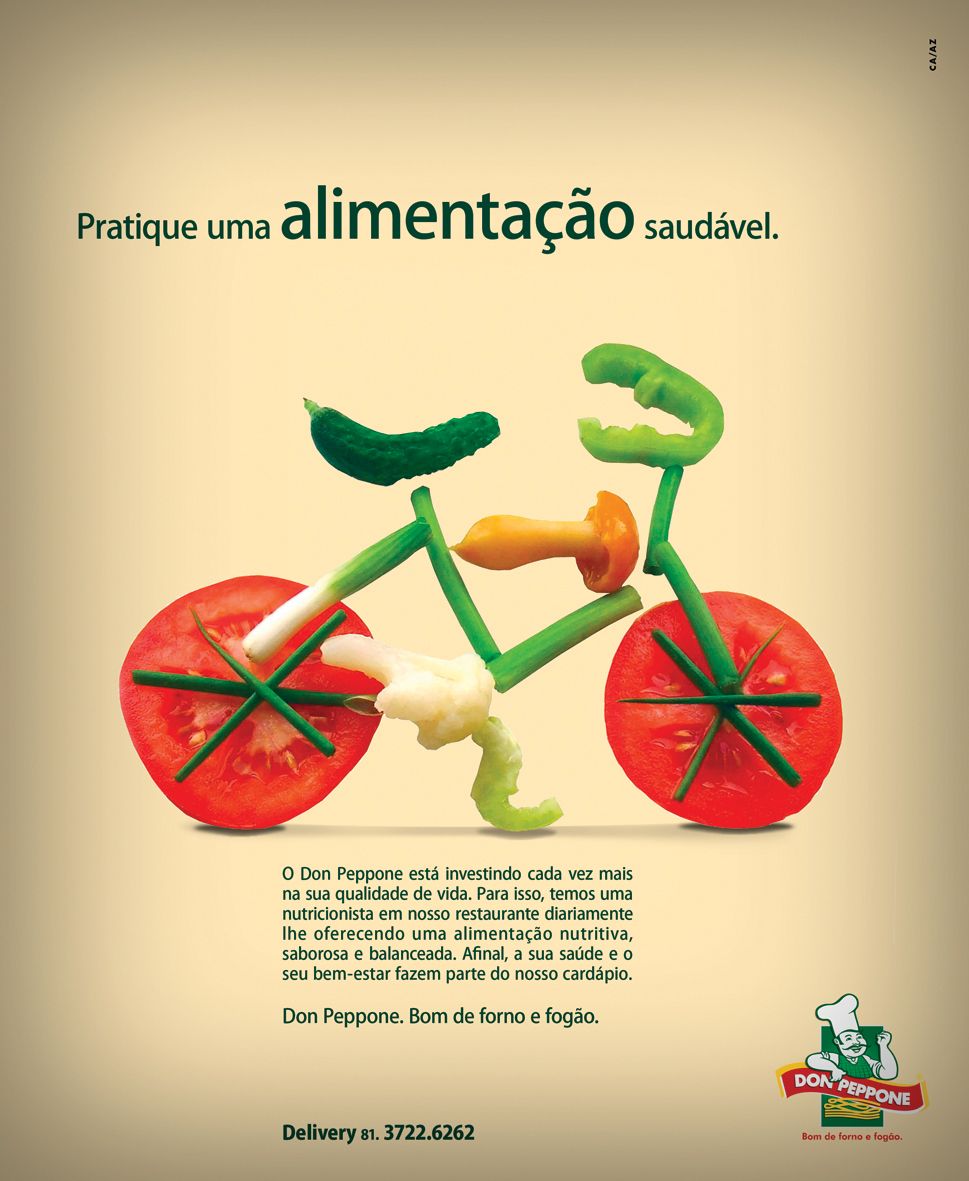 CA/AZ
Pratique uma alimentação saudável.
O Don Peppone está investindo cada vez mais
na sua qualidade de vida. Para isso, temos uma
nutricionista em nosso restaurante diariamente
lhe oferecendo uma alimentação nutritiva,
saborosa e balanceada. Afinal, a sua saúde e o
seu bem-estar fazem parte do nosso cardápio.
Don Peppone. Bom de forno e fogão.
DON PEPPONE
Bom de forno e fogão.
Delivery 81. 3722.6262